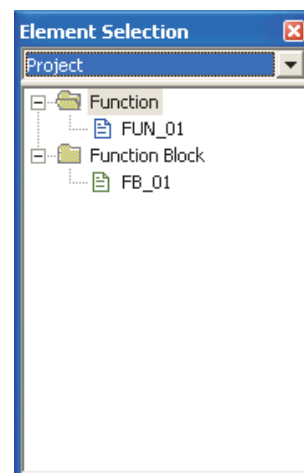 Element Selection
Project
Function
FUN_01
Function Block
FB_01